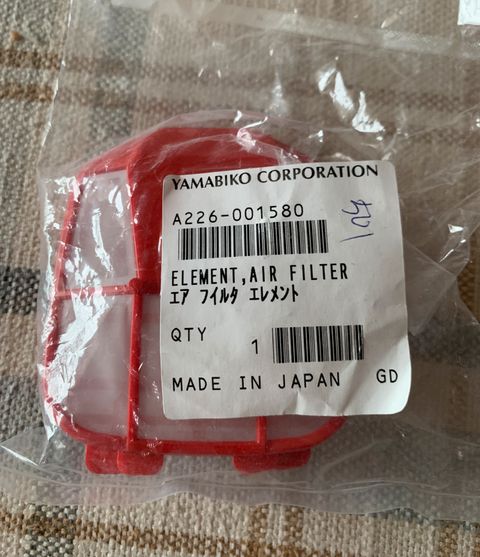 YAMABIKO CORPORATION
A226-001580
ELEMENT,AIR FILTER
エア フイルタ エレメント
QTY
1
MADE IN JAPAN GD